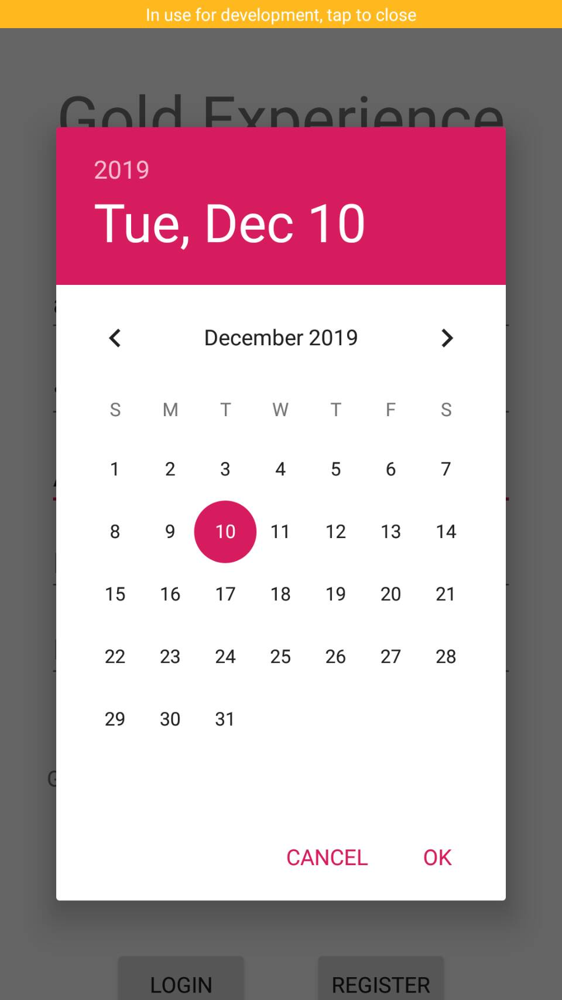 In use for development, tap to close
Gold Experience
2019
Tue, Dec 10
December 2019
S M T W T F S
1 2 3 4 5 6 7
8 9 10 11 12 13 14
15 16 17 18 19 20 21
22 23 24 25 26 27 28
29 30 31
CANCEL OK
LOGIN REGISTER